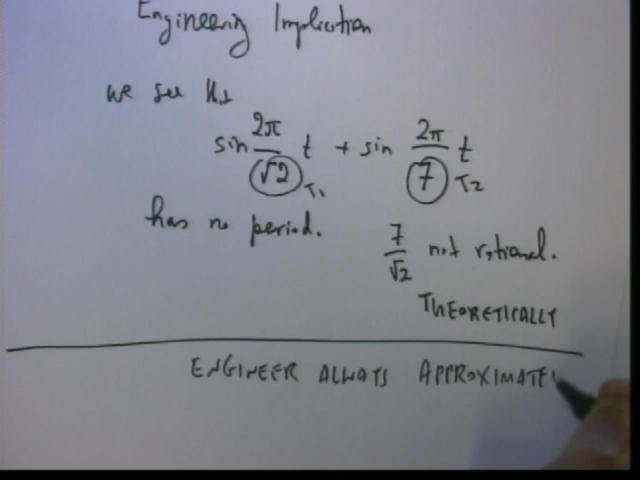 Engineering Implication
we see that
sin 2π/√2 t + sin 2π/7 t
T1 T2
has no period. 7/√2 not rational.
THEORETICALLY
ENGINEER ALWAYS APPROXIMATE